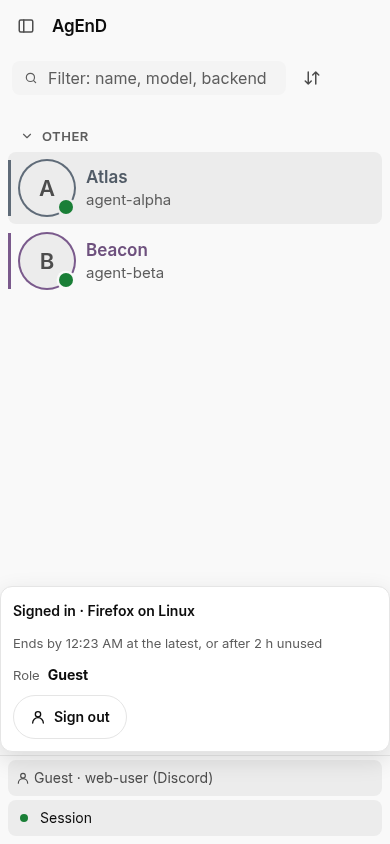 AgEnD
Filter: name, model, backend
OTHER
A
Atlas
agent-alpha
B
Beacon
agent-beta
Signed in · Firefox on Linux
Ends by 12:23 AM at the latest, or after 2 h unused
Role Guest
Sign out
Guest · web-user (Discord)
Session